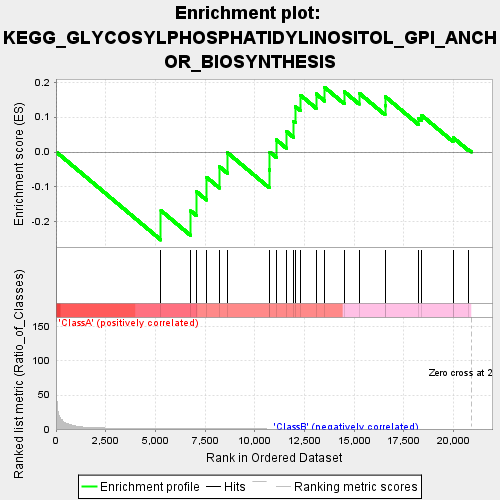 Enrichment plot:
KEGG_GLYCOSYLPHOSPHATIDYLINOSITOL_GPI_ANCH
OR_BIOSYNTHESIS
Enrichment score (ES)
0.2
0.1
0.0
-0.1
-0.2
'ClassA' (positively correlated)
Ranked list metric (Ratio_of_Classes)
150
100
50
0
Zero cross at 2
'ClassB' (negatively correlated)
0
2,500
5,000
7,500
10,000
12,500
15,000
17,500
20,000
Rank in Ordered Dataset
Enrichment profile
Hits
Ranking metric scores